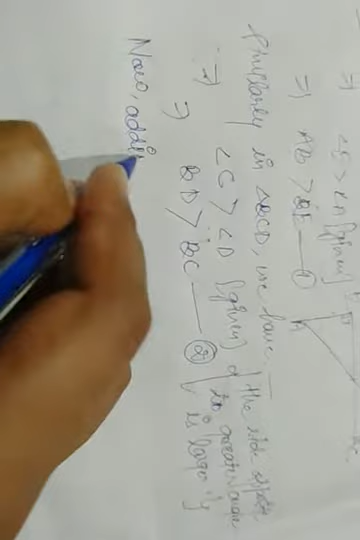 ⇒ ∠E > ∠A [given]
⇒ AB > BE — ①
Similarly in ∠BCD, we have
⇒ ∠C > ∠D [given] [the side opposite to greater angle is larger]
⇒ BD > BC — ②
Now, addin
A